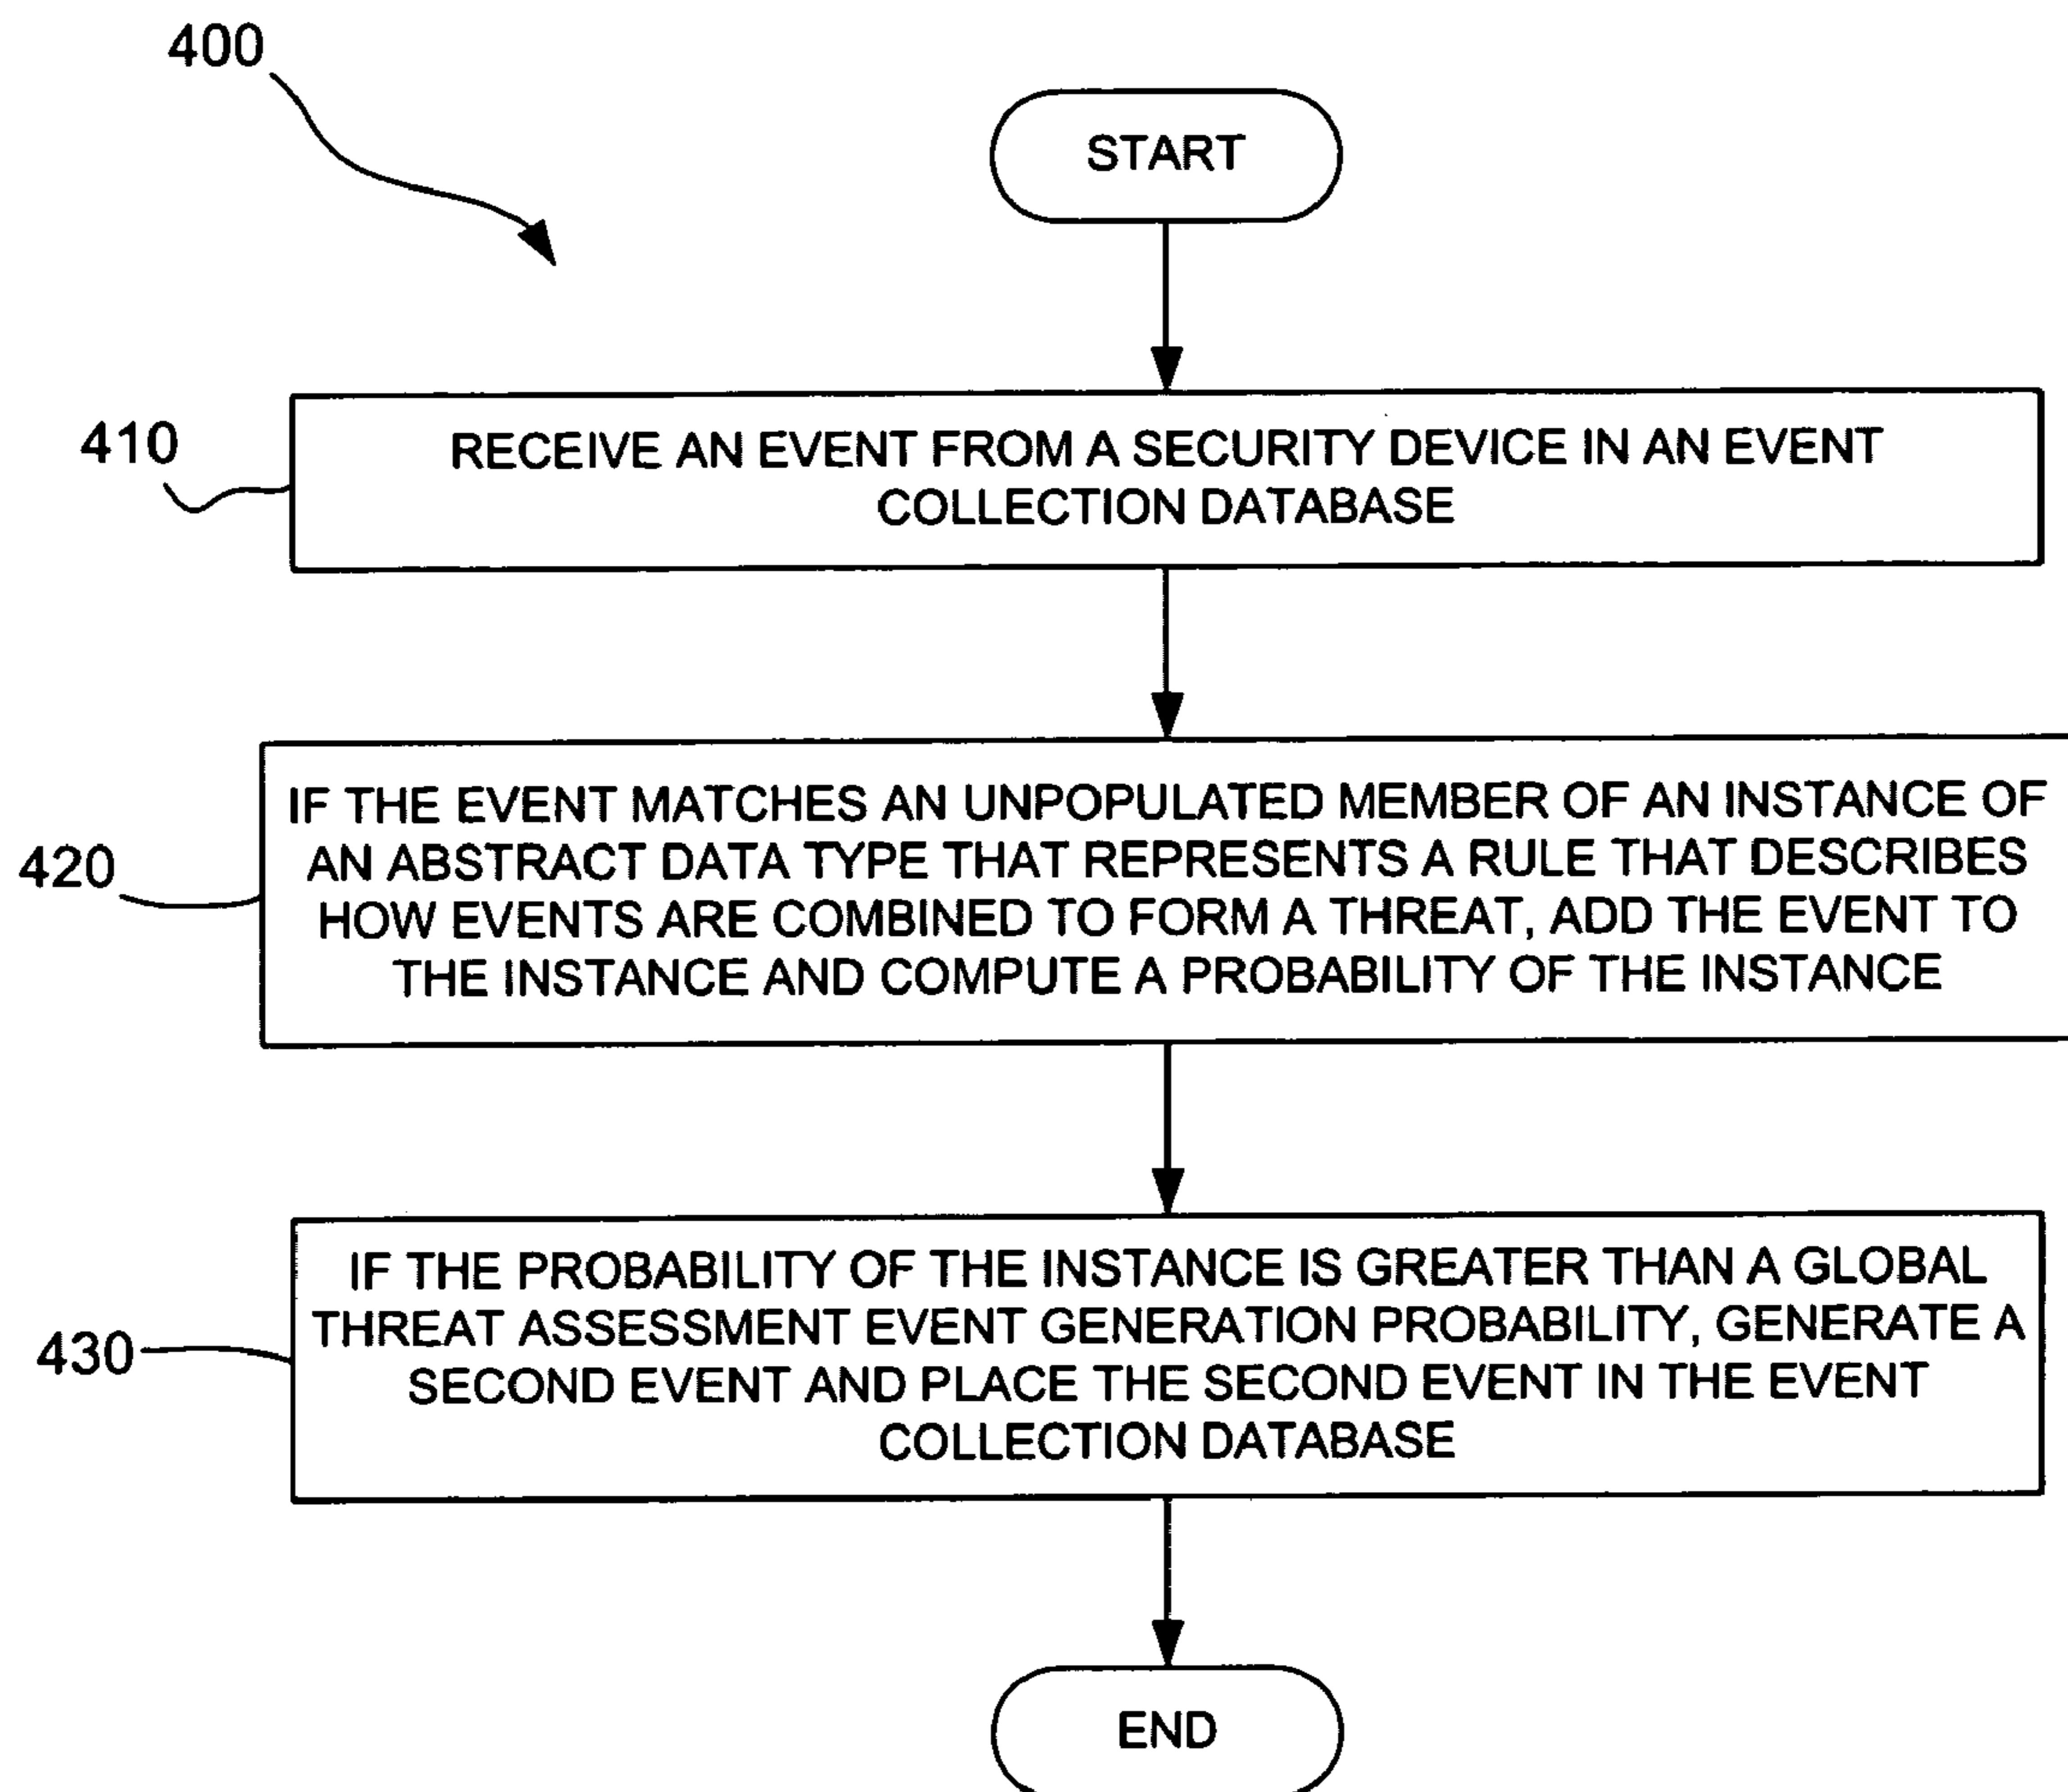 400
START
410
RECEIVE AN EVENT FROM A SECURITY DEVICE IN AN EVENT
COLLECTION DATABASE
420
IF THE EVENT MATCHES AN UNPOPULATED MEMBER OF AN INSTANCE OF
AN ABSTRACT DATA TYPE THAT REPRESENTS A RULE THAT DESCRIBES
HOW EVENTS ARE COMBINED TO FORM A THREAT, ADD THE EVENT TO
THE INSTANCE AND COMPUTE A PROBABILITY OF THE INSTANCE
430
IF THE PROBABILITY OF THE INSTANCE IS GREATER THAN A GLOBAL
THREAT ASSESSMENT EVENT GENERATION PROBABILITY, GENERATE A
SECOND EVENT AND PLACE THE SECOND EVENT IN THE EVENT
COLLECTION DATABASE
END